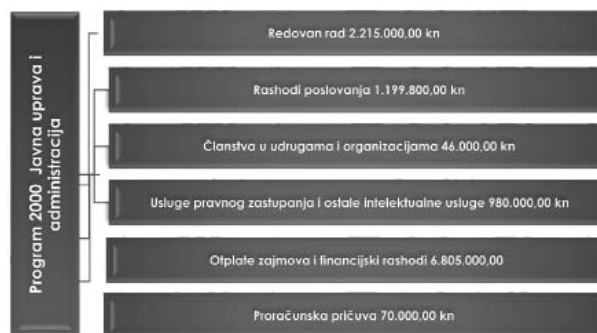 Program 2000 Javna uprava i
administracija
Redovan rad 2.215.000,00 kn
Rashodi poslovanja 1.199.800,00 kn
Članstva u udrugama i organizacijama 46.000,00 kn
Usluge pravnog zastupanja i ostale intelektualne usluge 980.000,00 kn
Otplate zajmova i financijski rashodi 6.805.000,00
Proračunska pričuva 70.000,00 kn